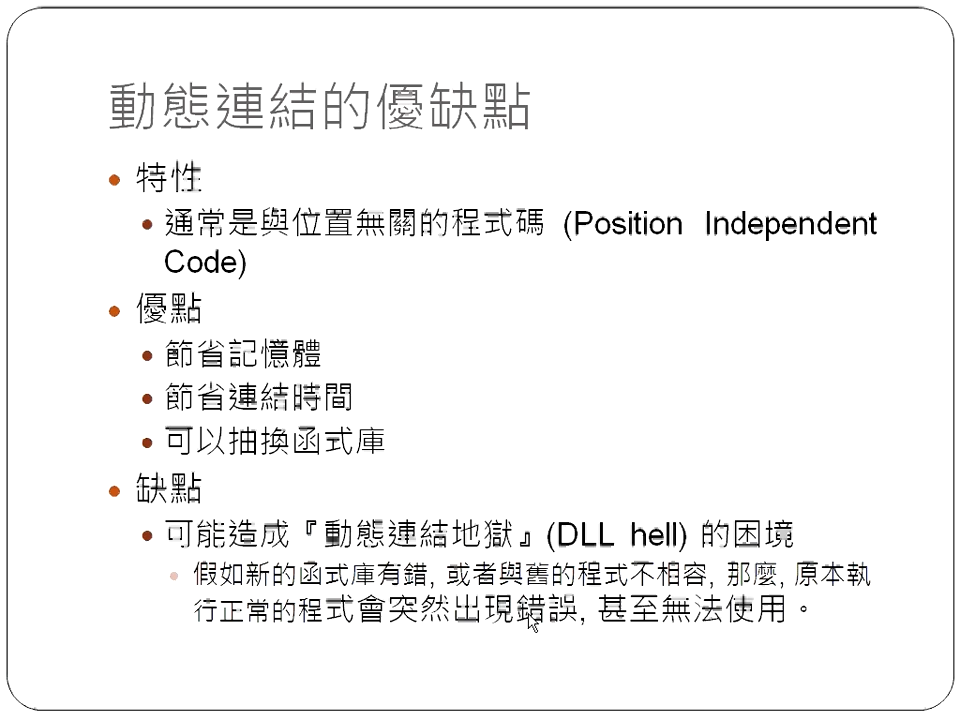 動態連結的優缺點
特性
通常是與位置無關的程式碼 (Position Independent
Code)
優點
節省記憶體
節省連結時間
可以抽換函式庫
缺點
可能造成『動態連結地獄』(DLL hell) 的困境
假如新的函式庫有錯, 或者與舊的程式不相容, 那麼, 原本執
行正常的程式會突然出現錯誤, 甚至無法使用。